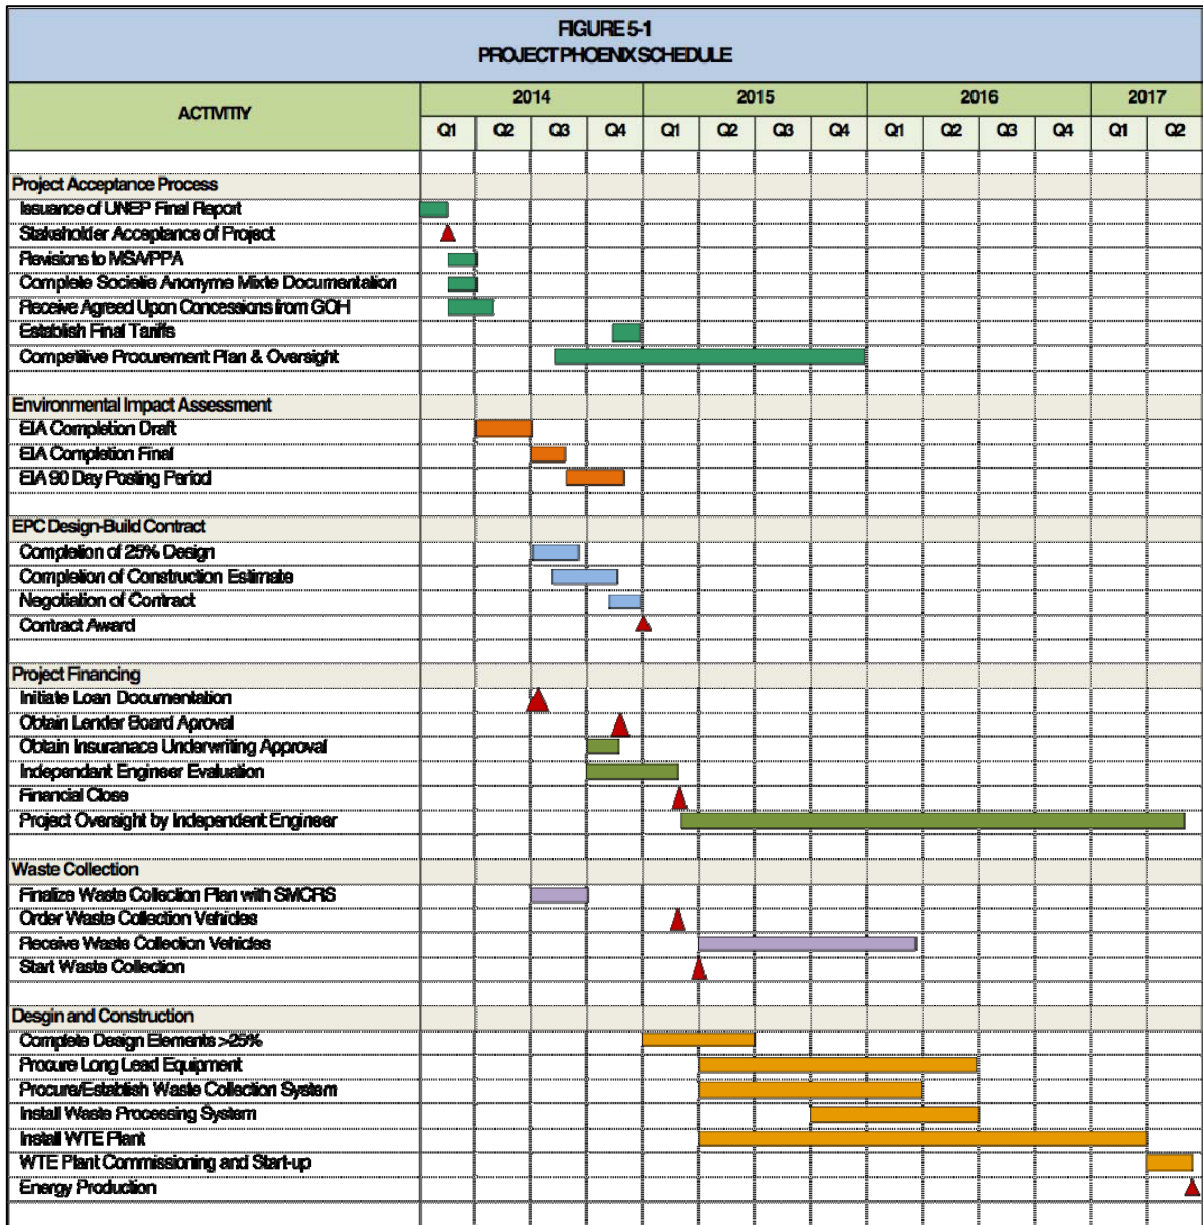 FIGURE 5-1
PROJECT PHOENIX SCHEDULE
ACTIVITIY
2014
2015
2016
2017
Q1
Q2
Q3
Q4
Q1
Q2
Q3
Q4
Q1
Q2
Q3
Q4
Q1
Q2
Project Acceptance Process
Issuance of UNEP Final Report
Stakeholder Acceptance of Project
Revisions to MSA/PPA
Complete Societie Anonyme Mixte Documentation
Receive Agreed Upon Concessions from GOH
Establish Final Tariffs
Competitive Procurement Plan & Oversight
Environmental Impact Assessment
EIA Completion Draft
EIA Completion Final
EIA 90 Day Posting Period
EPC Design-Build Contract
Completion of 25% Design
Completion of Construction Estimate
Negotiation of Contract
Contract Award
Project Financing
Initiate Loan Documentation
Obtain Lender Board Aproval
Obtain Insuranace Underwriting Approval
Independant Engineer Evaluation
Financial Close
Project Oversight by Independent Engineer
Waste Collection
Finalize Waste Collection Plan with SMCRS
Order Waste Collection Vehicles
Receive Waste Collection Vehicles
Start Waste Collection
Desgin and Construction
Complete Design Elements >25%
Procure Long Lead Equipment
Procure/Establish Waste Collection System
Install Waste Processing System
Install WTE Plant
WTE Plant Commissioning and Start-up
Energy Production